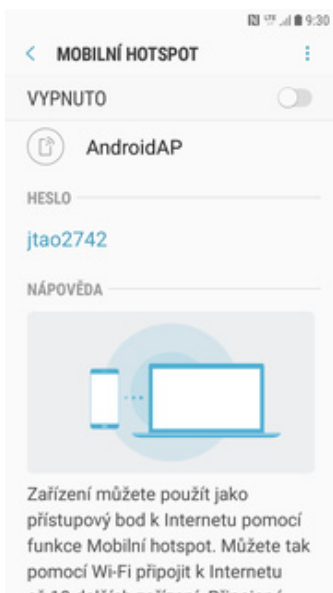 9:30
MOBILNÍ HOTSPOT
VYPNUTO
AndroidAP
HESLO
jtao2742
NÁPOVĚDA
Zařízení můžete použít jako
přístupový bod k Internetu pomocí
funkce Mobilní hotspot. Můžete tak
pomocí Wi-Fi připojit k Internetu